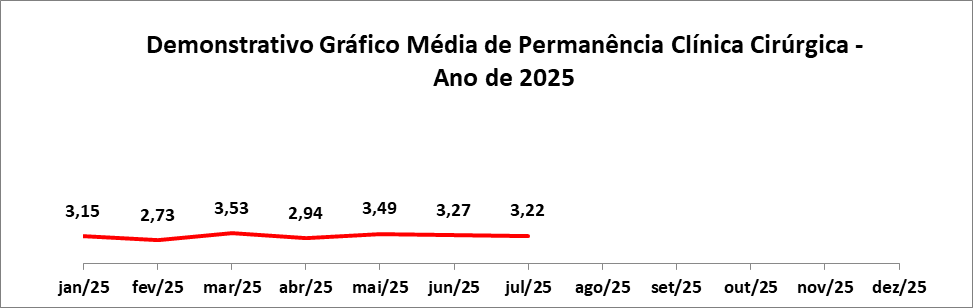 Demonstrativo Gráfico Média de Permanência Clínica Cirúrgica -
Ano de 2025
3,15 2,73 3,53 2,94 3,49 3,27 3,22
jan/25 fev/25 mar/25 abr/25 mai/25 jun/25 jul/25 ago/25 set/25 out/25 nov/25 dez/25